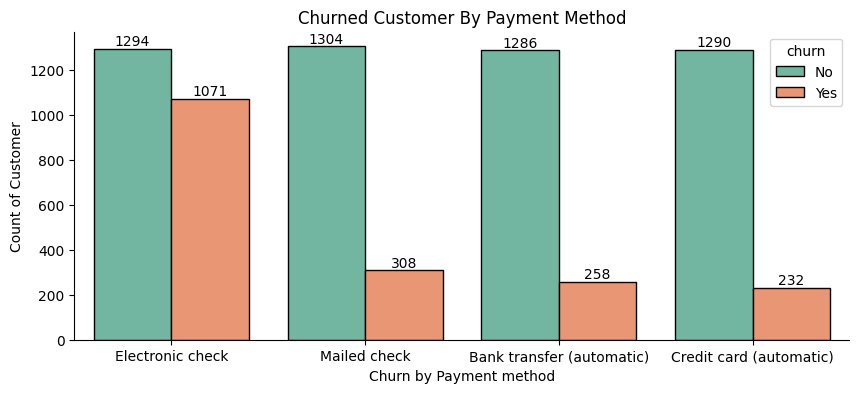 Churned Customer By Payment Method
churn
No
Yes
Count of Customer
1200
1000
800
600
400
200
0
1294
1071
1304
308
1286
258
1290
232
Electronic check
Mailed check
Bank transfer (automatic)
Credit card (automatic)
Churn by Payment method